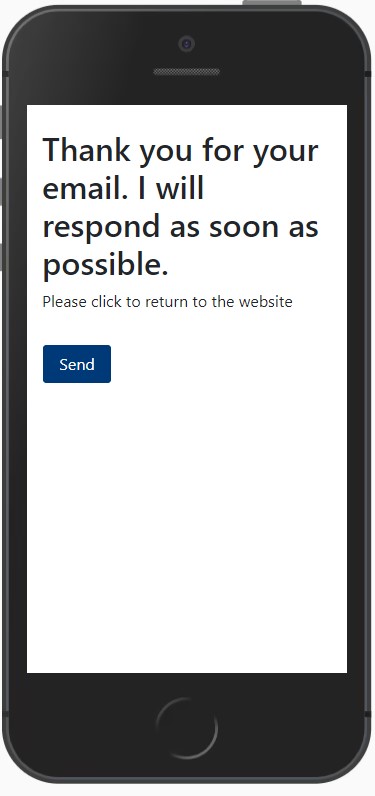 Thank you for your
email. I will
respond as soon as
possible.
Please click to return to the website
Send